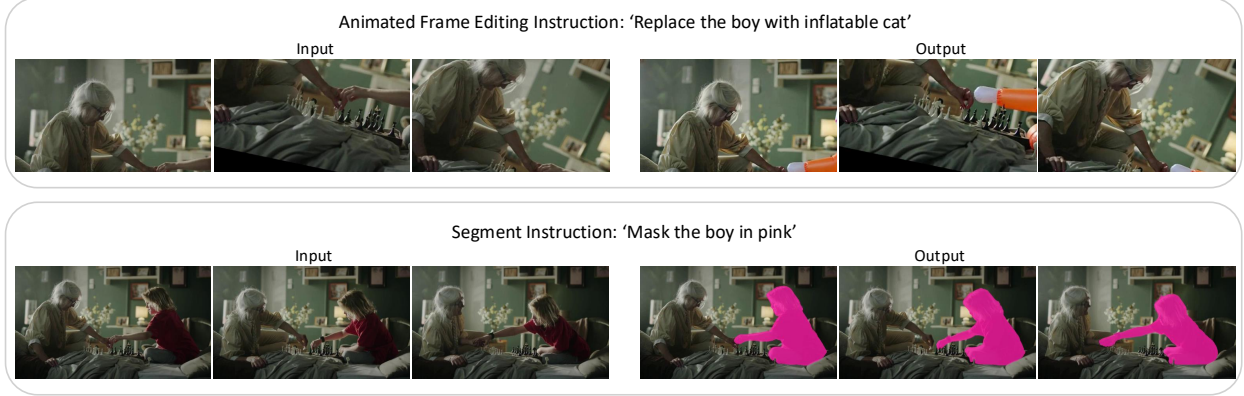 Animated Frame Editing Instruction: ‘Replace the boy with inflatable cat’
Input
Output
Segment Instruction: ‘Mask the boy in pink’
Input
Output